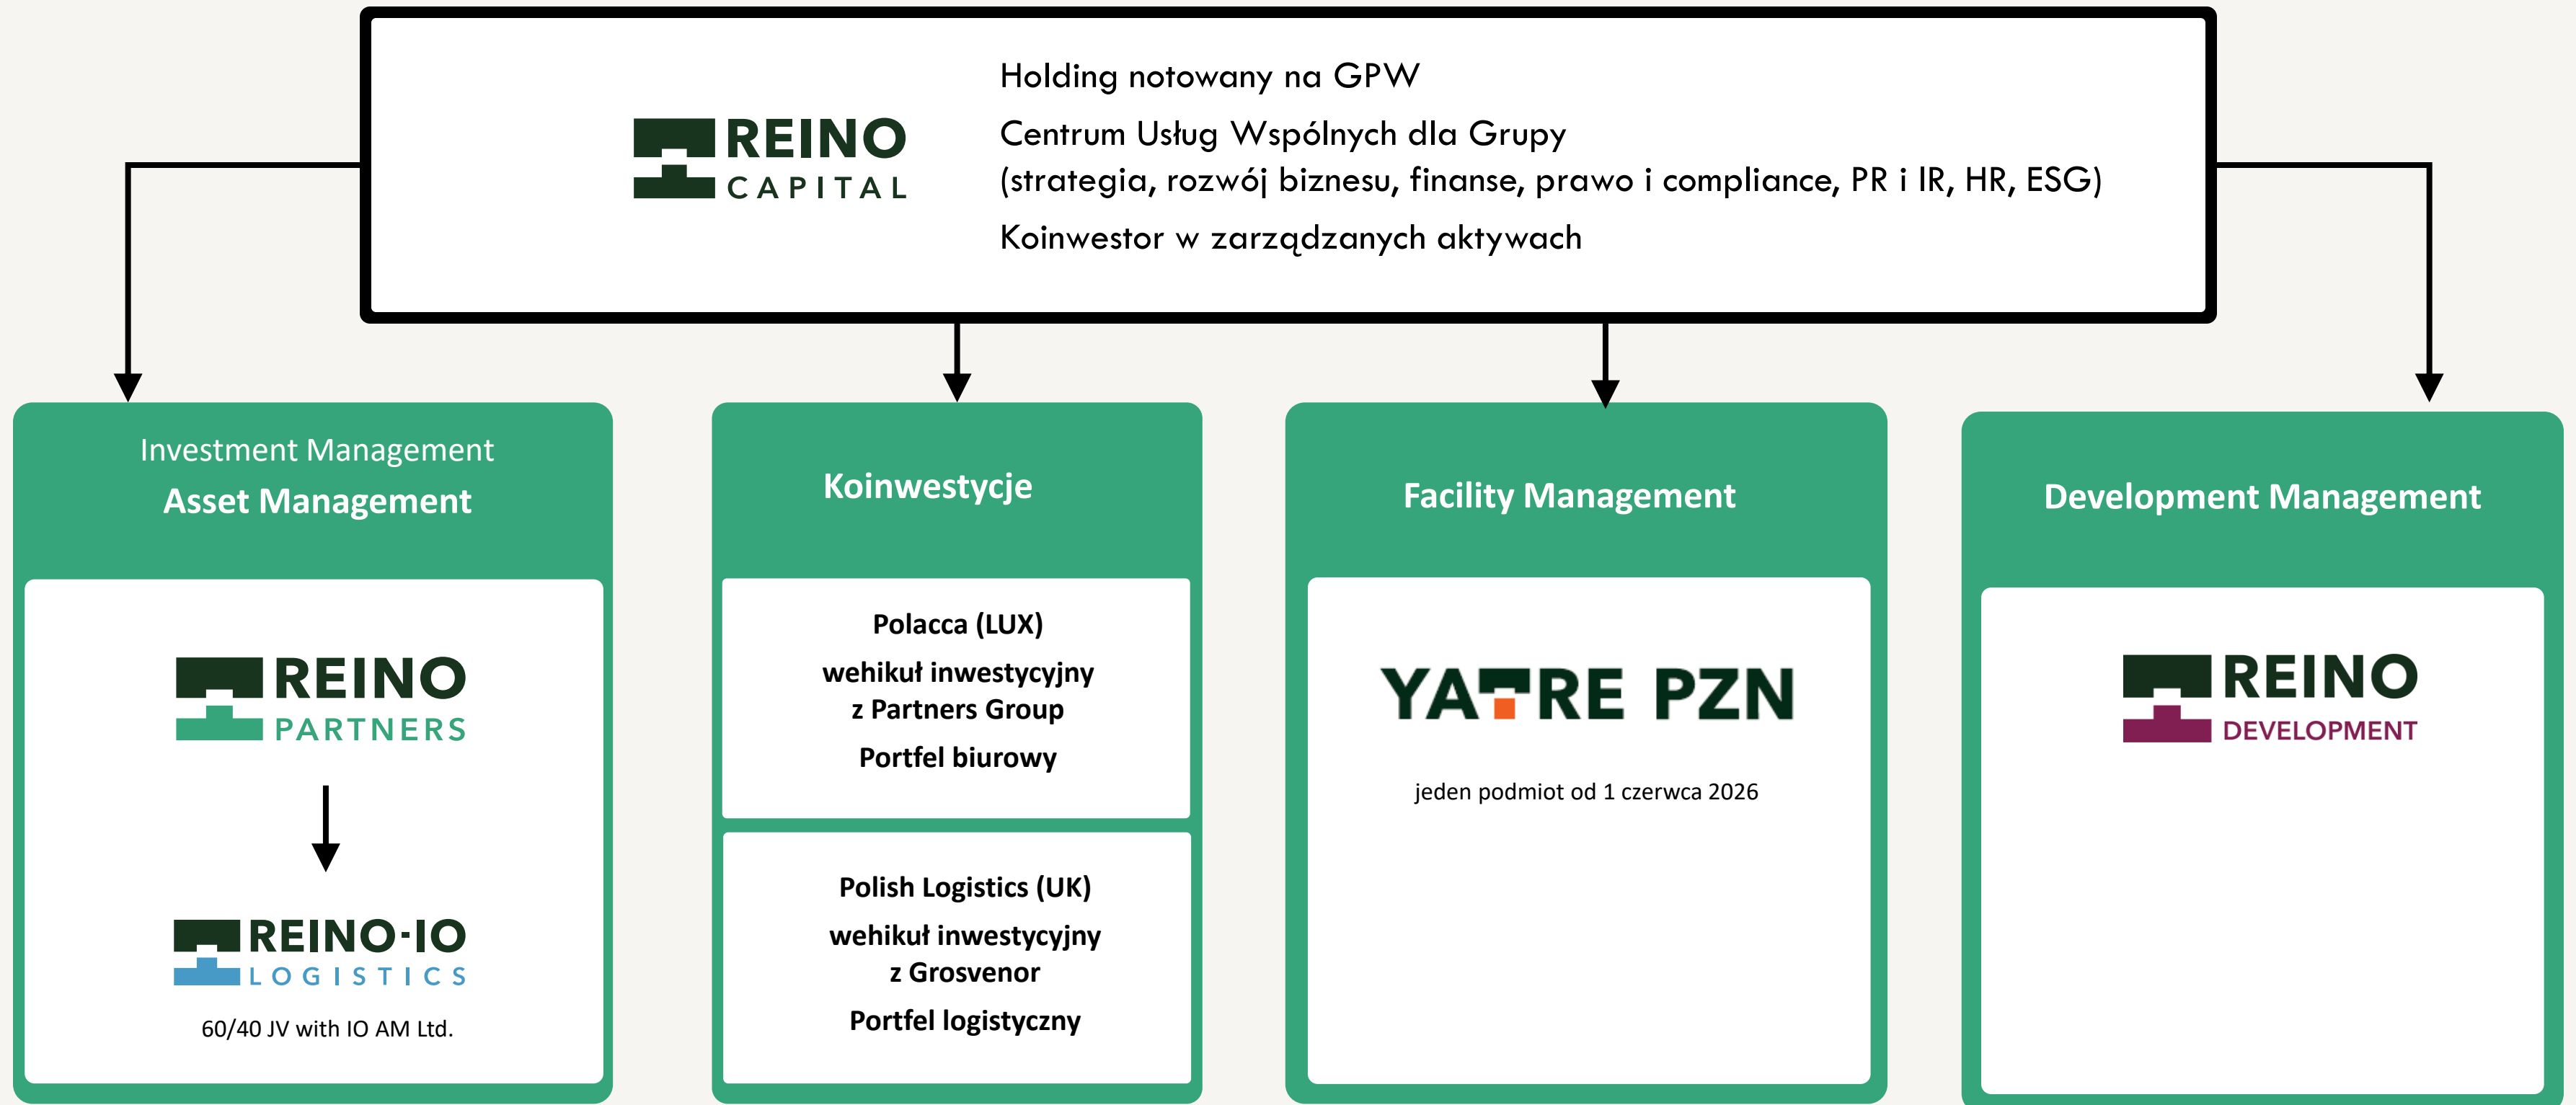 REINO
CAPITAL
Holding notowany na GPW
Centrum Usług Wspólnych dla Grupy
(strategia, rozwój biznesu, finanse, prawo i compliance, PR i IR, HR, ESG)
Koinwestor w zarządzanych aktywach
Investment Management
Asset Management
REINO
PARTNERS
REINO·IO
LOGISTICS
60/40 JV with IO AM Ltd.
Koinwestycje
Polacca (LUX)
wehikuł inwestycyjny
z Partners Group
Portfel biurowy
Polish Logistics (UK)
wehikuł inwestycyjny
z Grosvenor
Portfel logistyczny
Facility Management
YATRE PZN
jeden podmiot od 1 czerwca 2026
Development Management
REINO
DEVELOPMENT